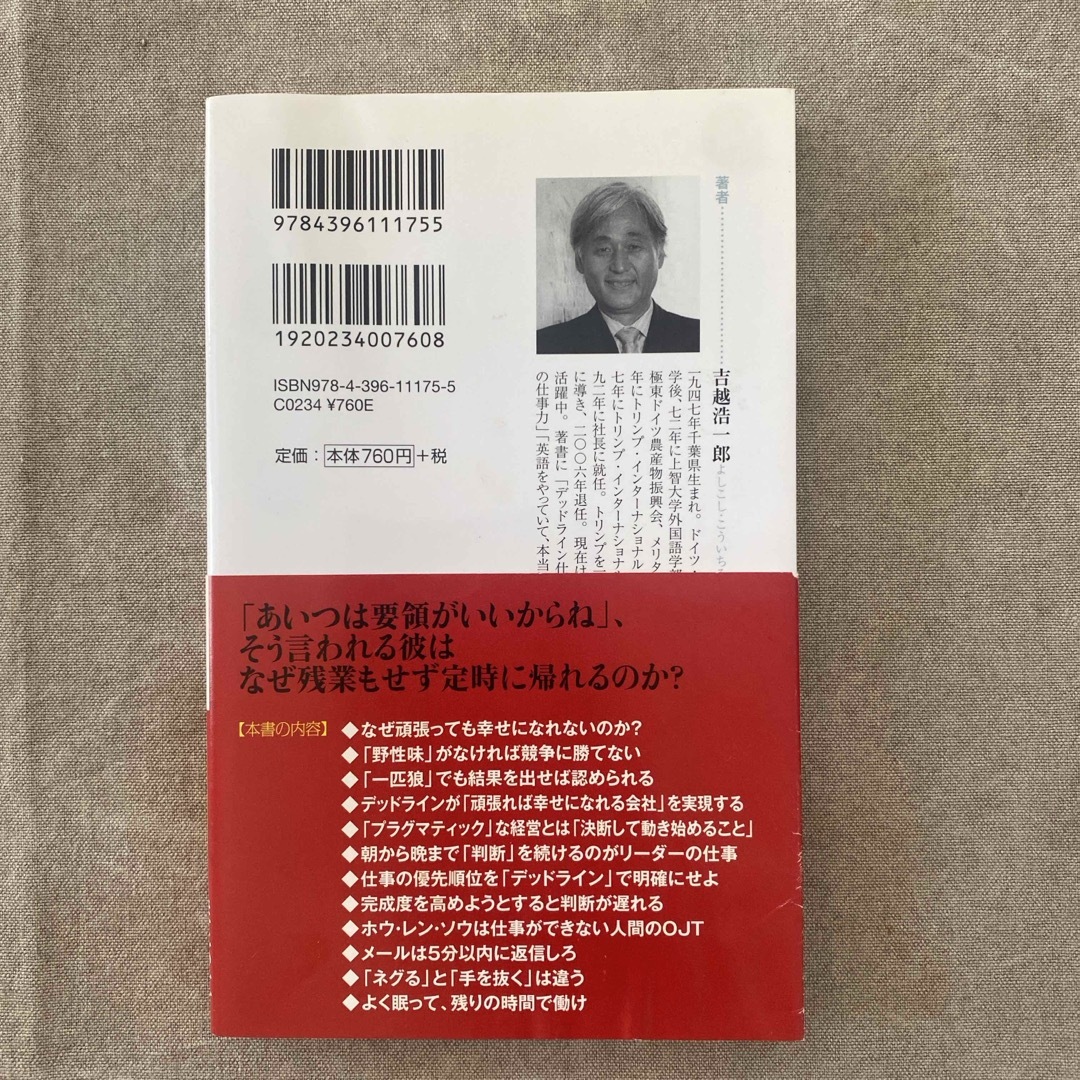 9784396111755
1920234007608
ISBN978-4-396-11175-5
C0234 ¥760E
定価：本体760円+税
著者
吉越浩一郎 よしこし・こういちろ
一九四七年千葉県生まれ。ドイツ・
学後、七二年に上智大学外国語学部
極東ドイツ農産物振興会、メリタ
年にトリンプ・インターナショナル
七年にトリンプ・インターナショナ
九二年に社長に就任。トリンプを
に導き、二〇〇六年退任。現在は
活躍中。著書に「デッドライン仕
の仕事力」「英語をやっていて、本当
「あいつは要領がいいからね」、
そう言われる彼は
なぜ残業もせず定時に帰れるのか？
【本書の内容】
◆なぜ頑張っても幸せになれないのか？
◆「野性味」がなければ競争に勝てない
◆「一匹狼」でも結果を出せば認められる
◆デッドラインが「頑張れば幸せになれる会社」を実現する
◆「プラグマティック」な経営とは「決断して動き始めること」
◆朝から晩まで「判断」を続けるのがリーダーの仕事
◆仕事の優先順位を「デッドライン」で明確にせよ
◆完成度を高めようとすると判断が遅れる
◆ホウ・レン・ソウは仕事ができない人間のOJT
◆メールは5分以内に返信しろ
◆「ネグる」と「手を抜く」は違う
◆よく眠って、残りの時間で働け